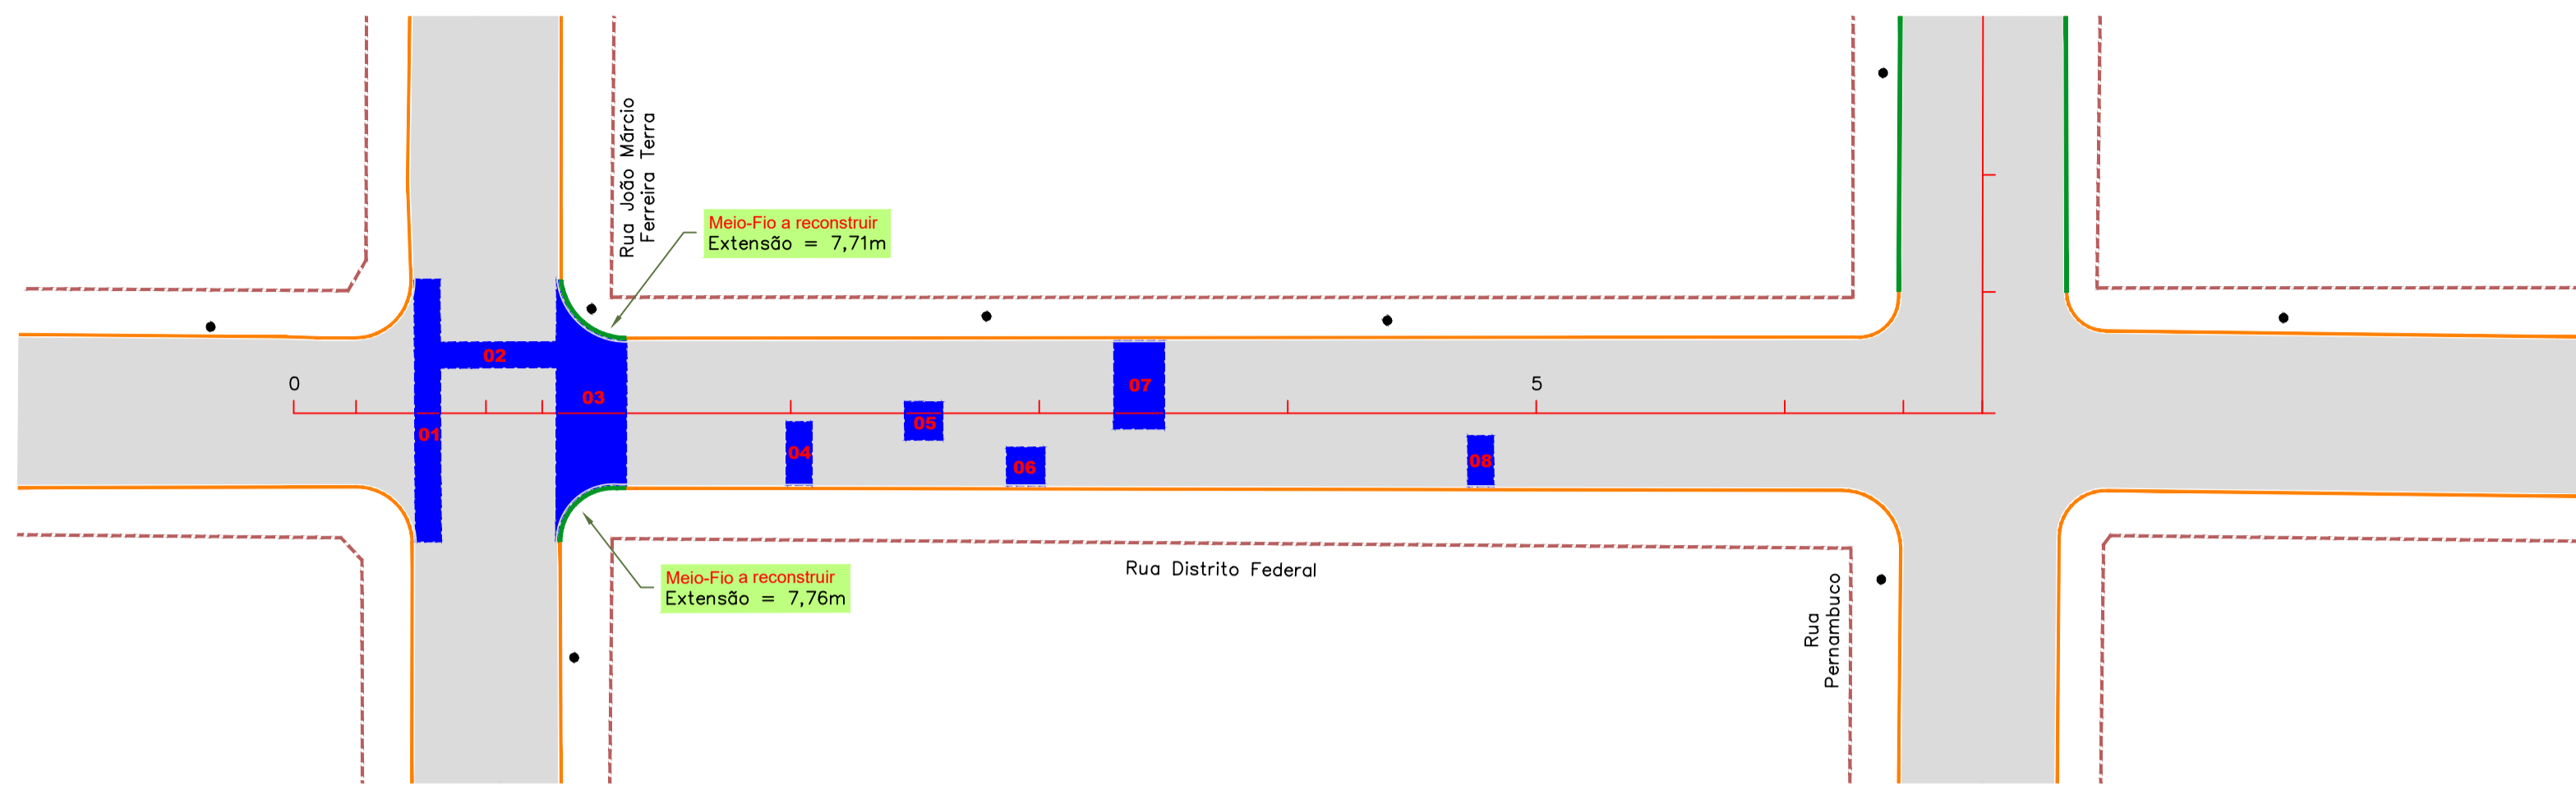 Rua João Márcio
Ferreira Terra
Meio-Fio a reconstruir
Extensão = 7,71m
02
0
5
03
07
01
05
04
06
08
Meio-Fio a reconstruir
Extensão = 7,76m
Rua Distrito Federal
Rua
Pernambuco